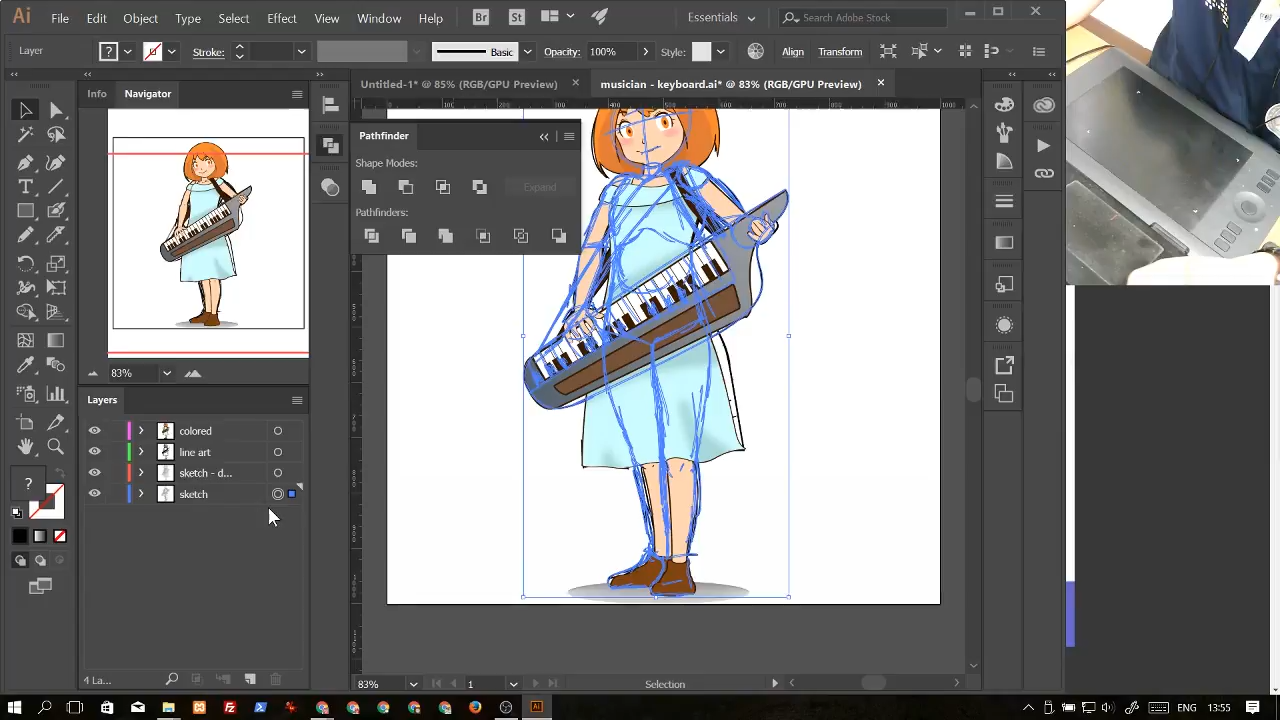 Ai File Edit Object Type Select Effect View Window Help Br St Essentials Search Adobe Stock
Layer ? Stroke: Basic Opacity: 100% Style: Align Transform
Info Navigator Untitled-1* @ 85% (RGB/GPU Preview) musician - keyboard.ai* @ 83% (RGB/GPU Preview)
Pathfinder
Shape Modes:
Expand
Pathfinders:
83%
Layers
colored
line art
sketch - d...
sketch
?
4 La...
83% 1 Selection
ENG 13:55